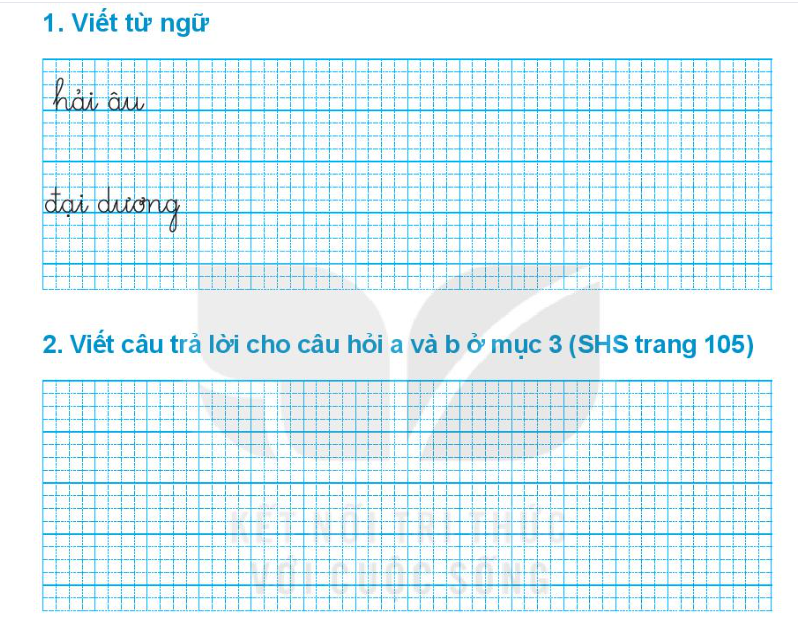 1. Viết từ ngữ
hải âu
đại dương
2. Viết câu trả lời cho câu hỏi a và b ở mục 3 (SHS trang 105)
KẾT NỐI TRI THỨC
VỚI CUỘC SỐNG